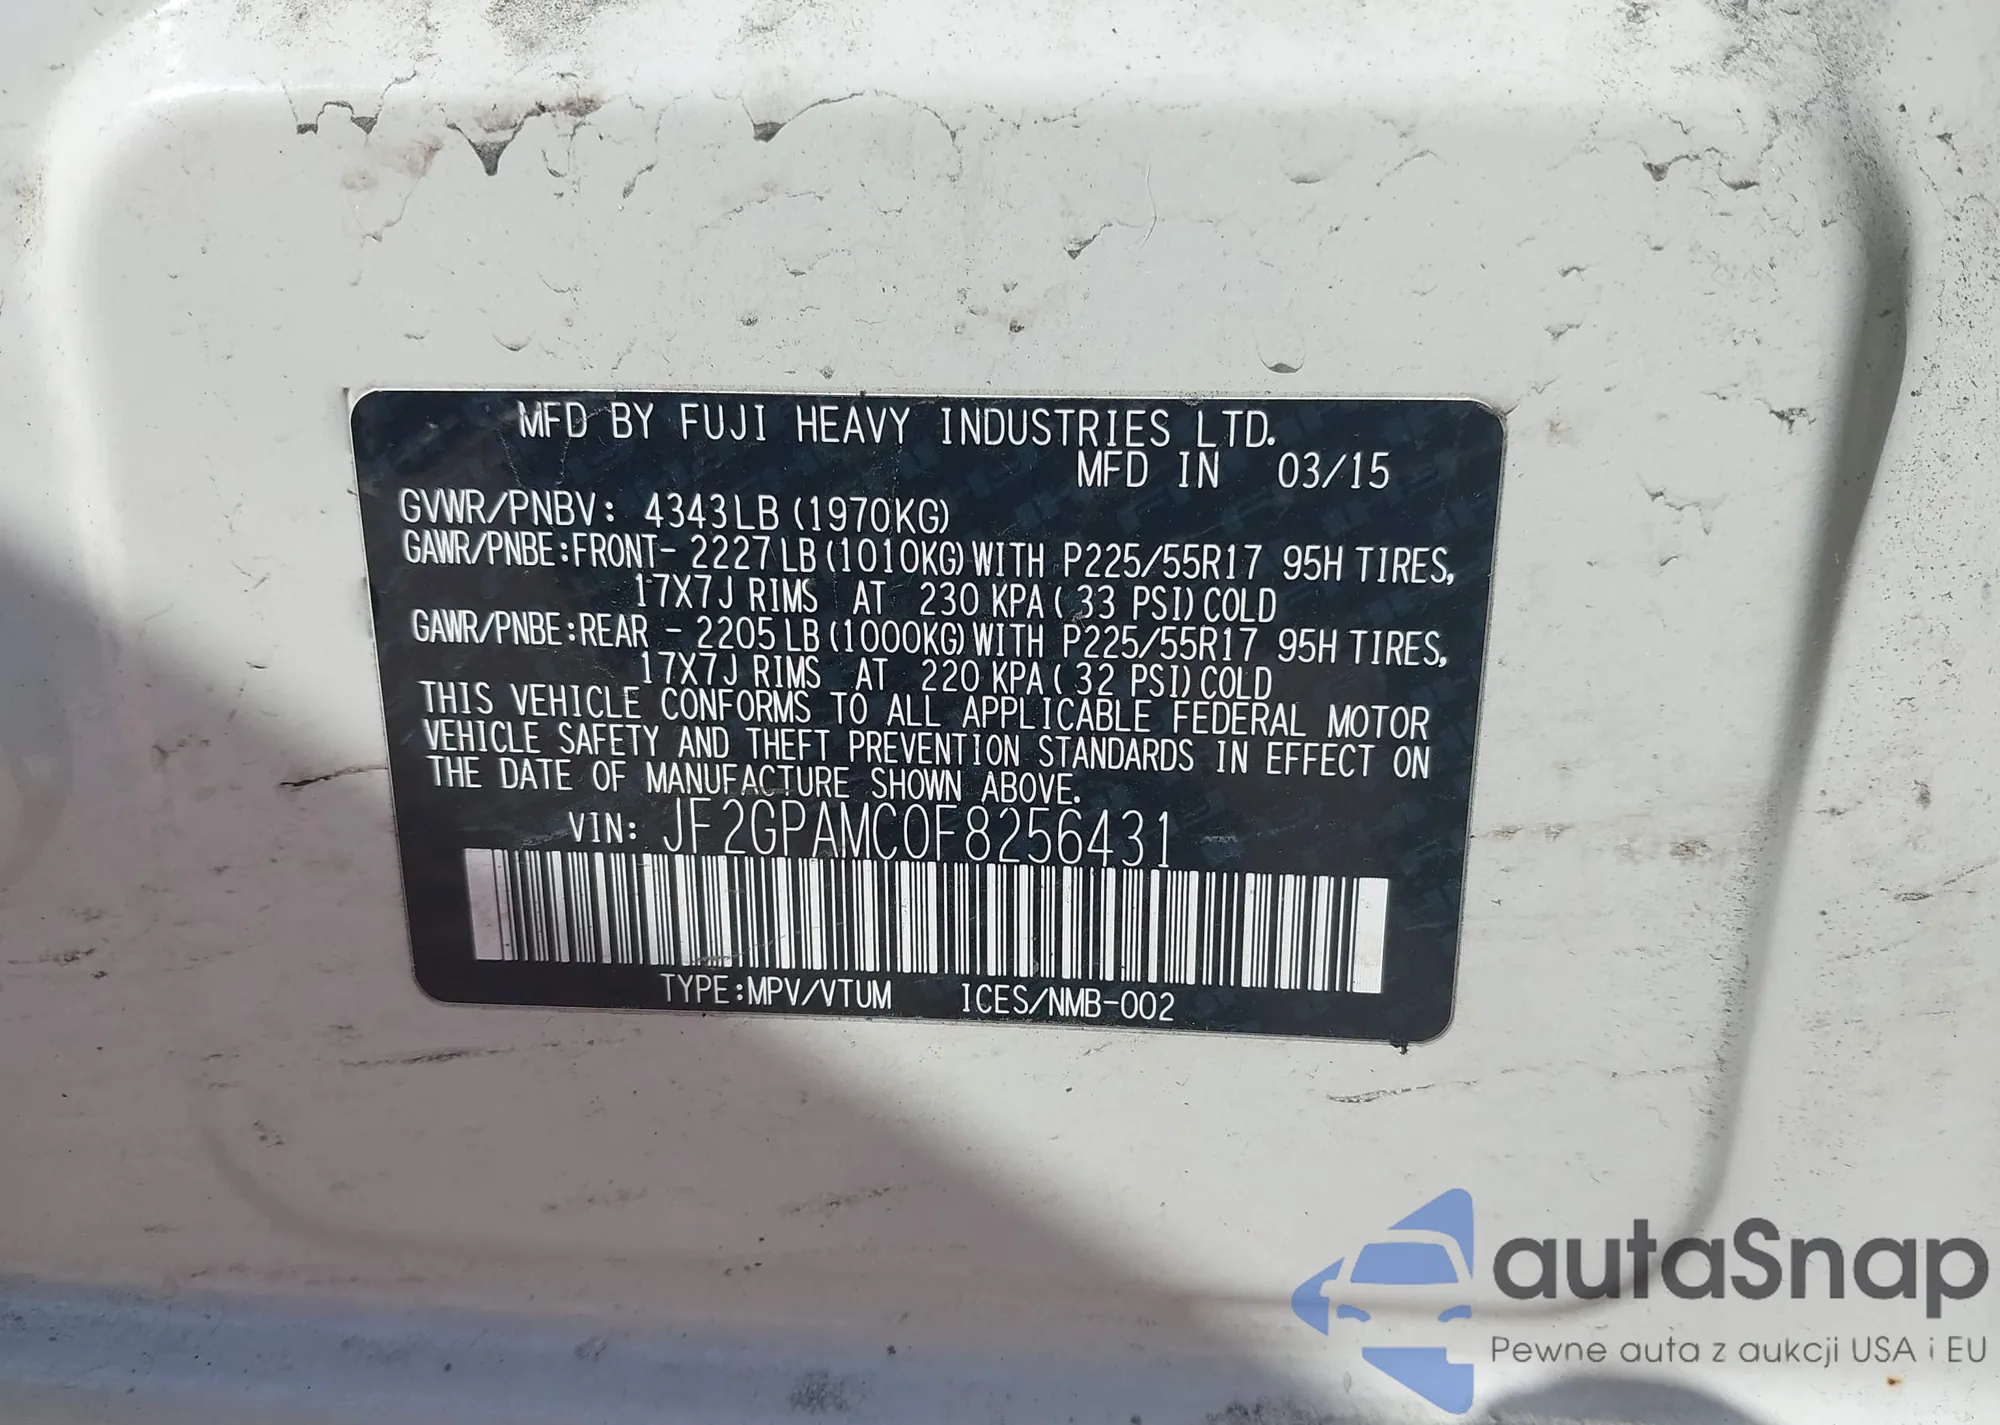 MFD BY FUJI HEAVY INDUSTRIES LTD.
MFD IN 03/15
GVWR/PNBV: 4343LB (1970KG)
GAWR/PNBE:FRONT- 2227LB (1010KG) WITH P225/55R17 95H TIRES,
17X7J RIMS AT 230 KPA ( 33 PSI) COLD
GAWR/PNBE:REAR - 2205LB (1000KG) WITH P225/55R17 95H TIRES,
17X7J RIMS AT 220 KPA ( 32 PSI) COLD
THIS VEHICLE CONFORMS TO ALL APPLICABLE FEDERAL MOTOR
VEHICLE SAFETY AND THEFT PREVENTION STANDARDS IN EFFECT ON
THE DATE OF MANUFACTURE SHOWN ABOVE.
VIN: JF2GPAMC0F8256431
TYPE:MPV/VTUM ICES/NMB-002
autaSnap
Pewne auta z aukcji USA i EU